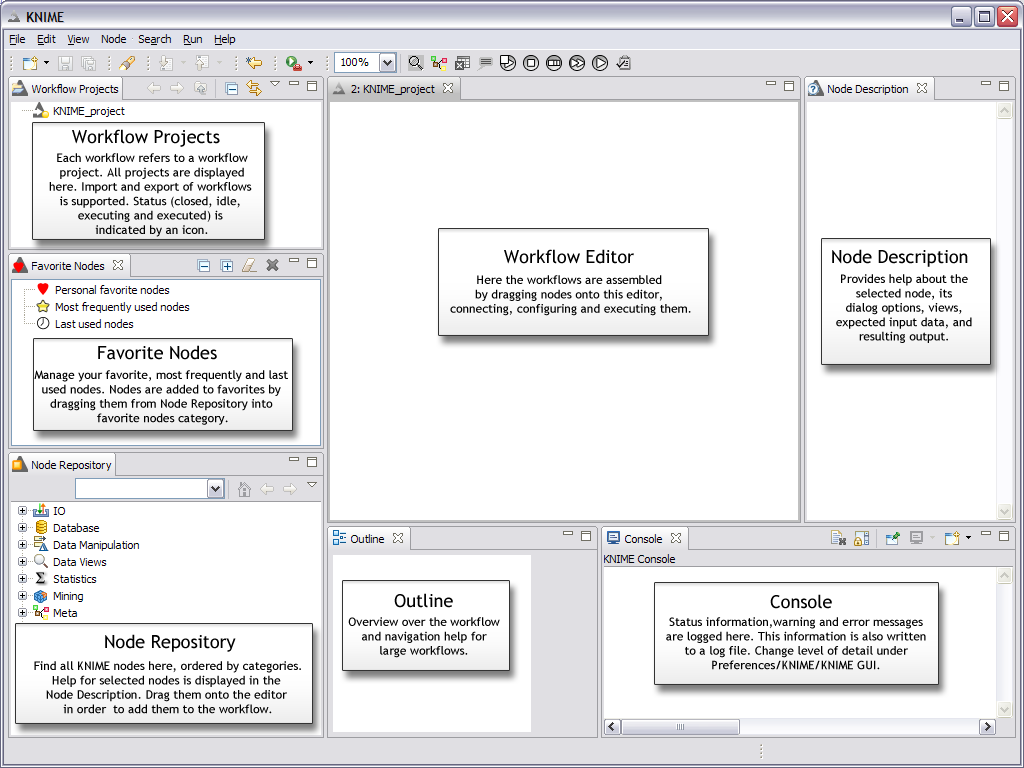 KNIME
File Edit View Node Search Run Help
100%
Workflow Projects
KNIME_project
Workflow Projects
Each workflow refers to a workflow
project. All projects are displayed
here. Import and export of workflows
is supported. Status (closed, idle,
executing and executed) is
indicated by an icon.
Favorite Nodes
Personal favorite nodes
Most frequently used nodes
Last used nodes
Favorite Nodes
Manage your favorite, most frequently and last
used nodes. Nodes are added to favorites by
dragging them from Node Repository into
favorite nodes category.
Node Repository
IO
Database
Data Manipulation
Data Views
Statistics
Mining
Meta
Node Repository
Find all KNIME nodes here, ordered by categories.
Help for selected nodes is displayed in the
Node Description. Drag them onto the editor
in order to add them to the workflow.
2: KNIME_project
Workflow Editor
Here the workflows are assembled
by dragging nodes onto this editor,
connecting, configuring and executing them.
Node Description
Node Description
Provides help about the
selected node, its
dialog options, views,
expected input data, and
resulting output.
Outline
Outline
Overview over the workflow
and navigation help for
large workflows.
Console
KNIME Console
Console
Status information,warning and error messages
are logged here. This information is also written
to a log file. Change level of detail under
Preferences/KNIME/KNIME GUI.